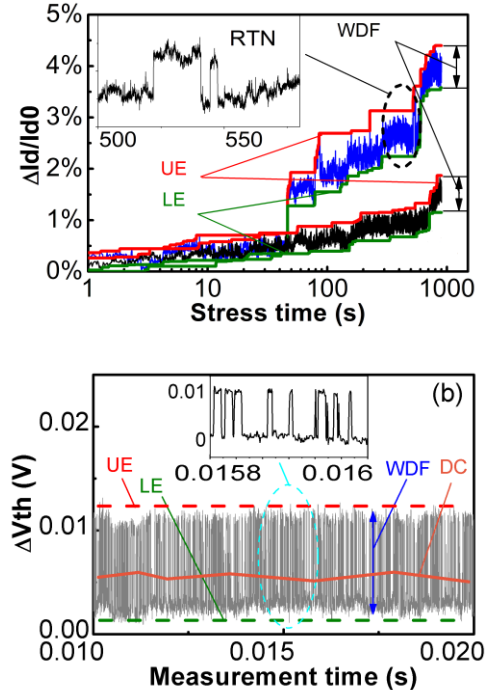 5%
4%
3%
2%
1%
0%
ΔId/Id0
RTN
WDF
500
550
UE
LE
1
10
100
1000
Stress time (s)
(b)
0.02
0.01
0.00
ΔVth (V)
0.01
0
0.0158
0.016
UE
LE
WDF
DC
0.010
0.015
0.020
Measurement time (s)